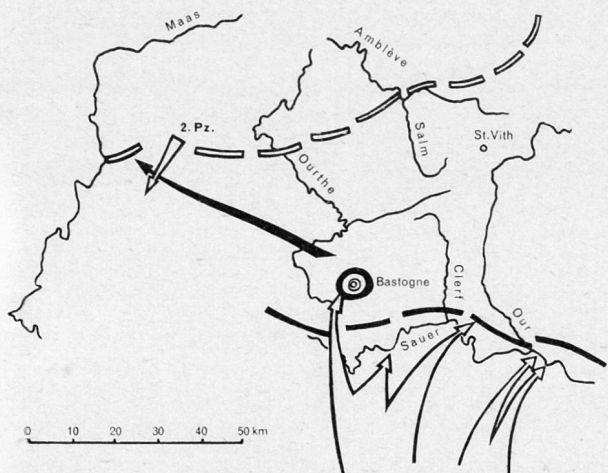 Maas
Amblève
2. Pz.
St.Vith
Salm
Ourthe
Bastogne
Clerf
Our
Sauer
0 10 20 30 40 50 km